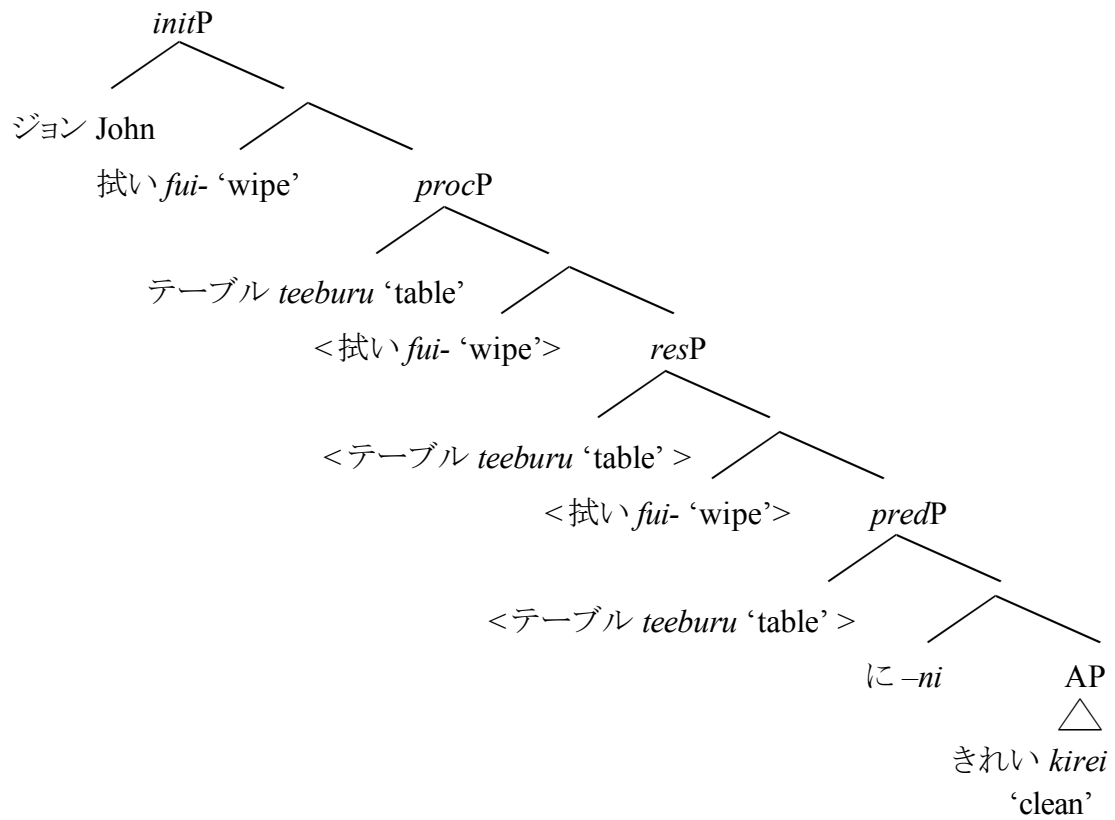 initP
ジョン John
拭い fui- ‘wipe’
procP
テーブル teeburu ‘table’
<拭い fui- ‘wipe’>
resP
<テーブル teeburu ‘table’ >
<拭い fui- ‘wipe’>
predP
<テーブル teeburu ‘table’ >
に –ni
AP
きれい kirei
‘clean’